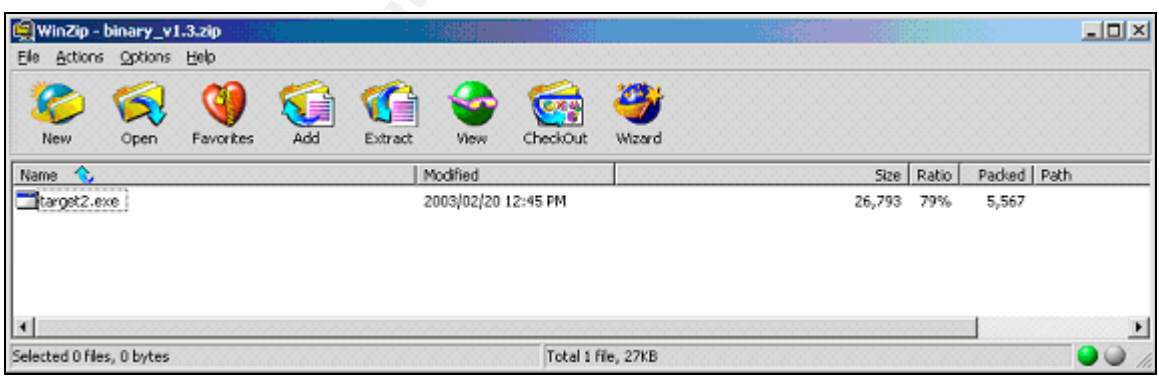 WinZip - binary_v1.3.zip
File Actions Options Help
New Open Favorites Add Extract View CheckOut Wizard
Name Modified Size Ratio Packed Path
target2.exe 2003/02/20 12:45 PM 26,793 79% 5,567
Selected 0 files, 0 bytes Total 1 file, 27KB